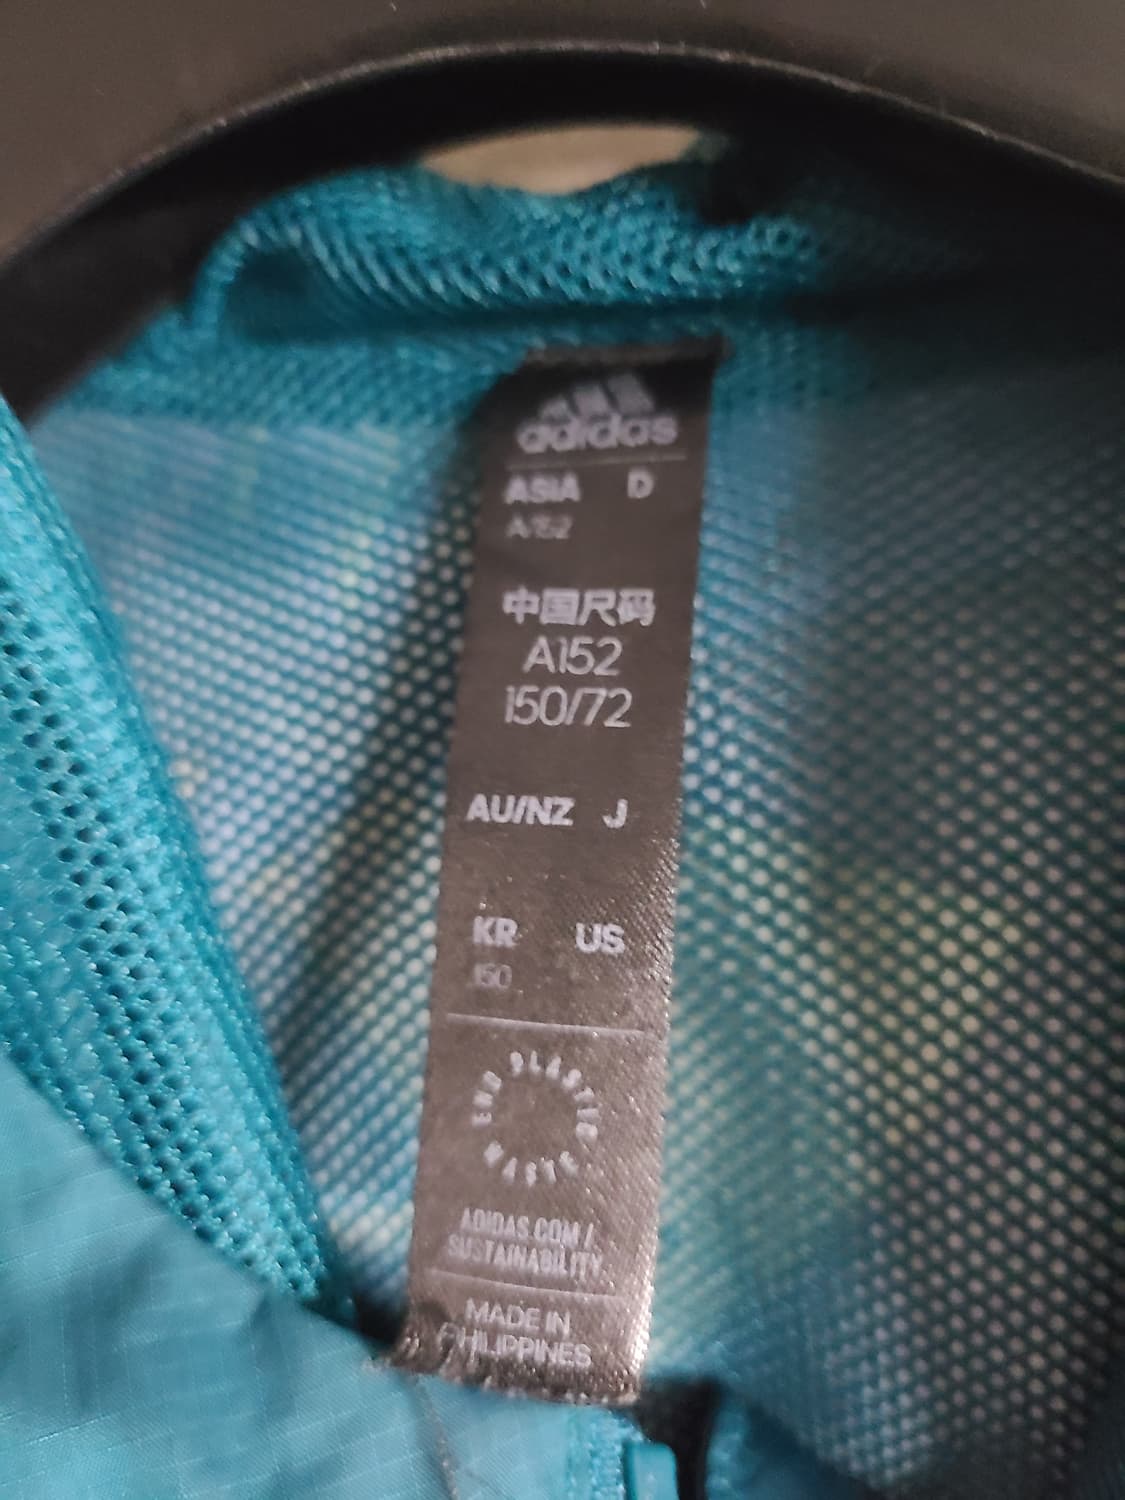 adidas
ASIA D
A152
中国尺码
A152
150/72
AU/NZ J
KR US
150
END PLASTIC WASTE
ADIDAS.COM/
SUSTAINABILITY
MADE IN
PHILIPPINES